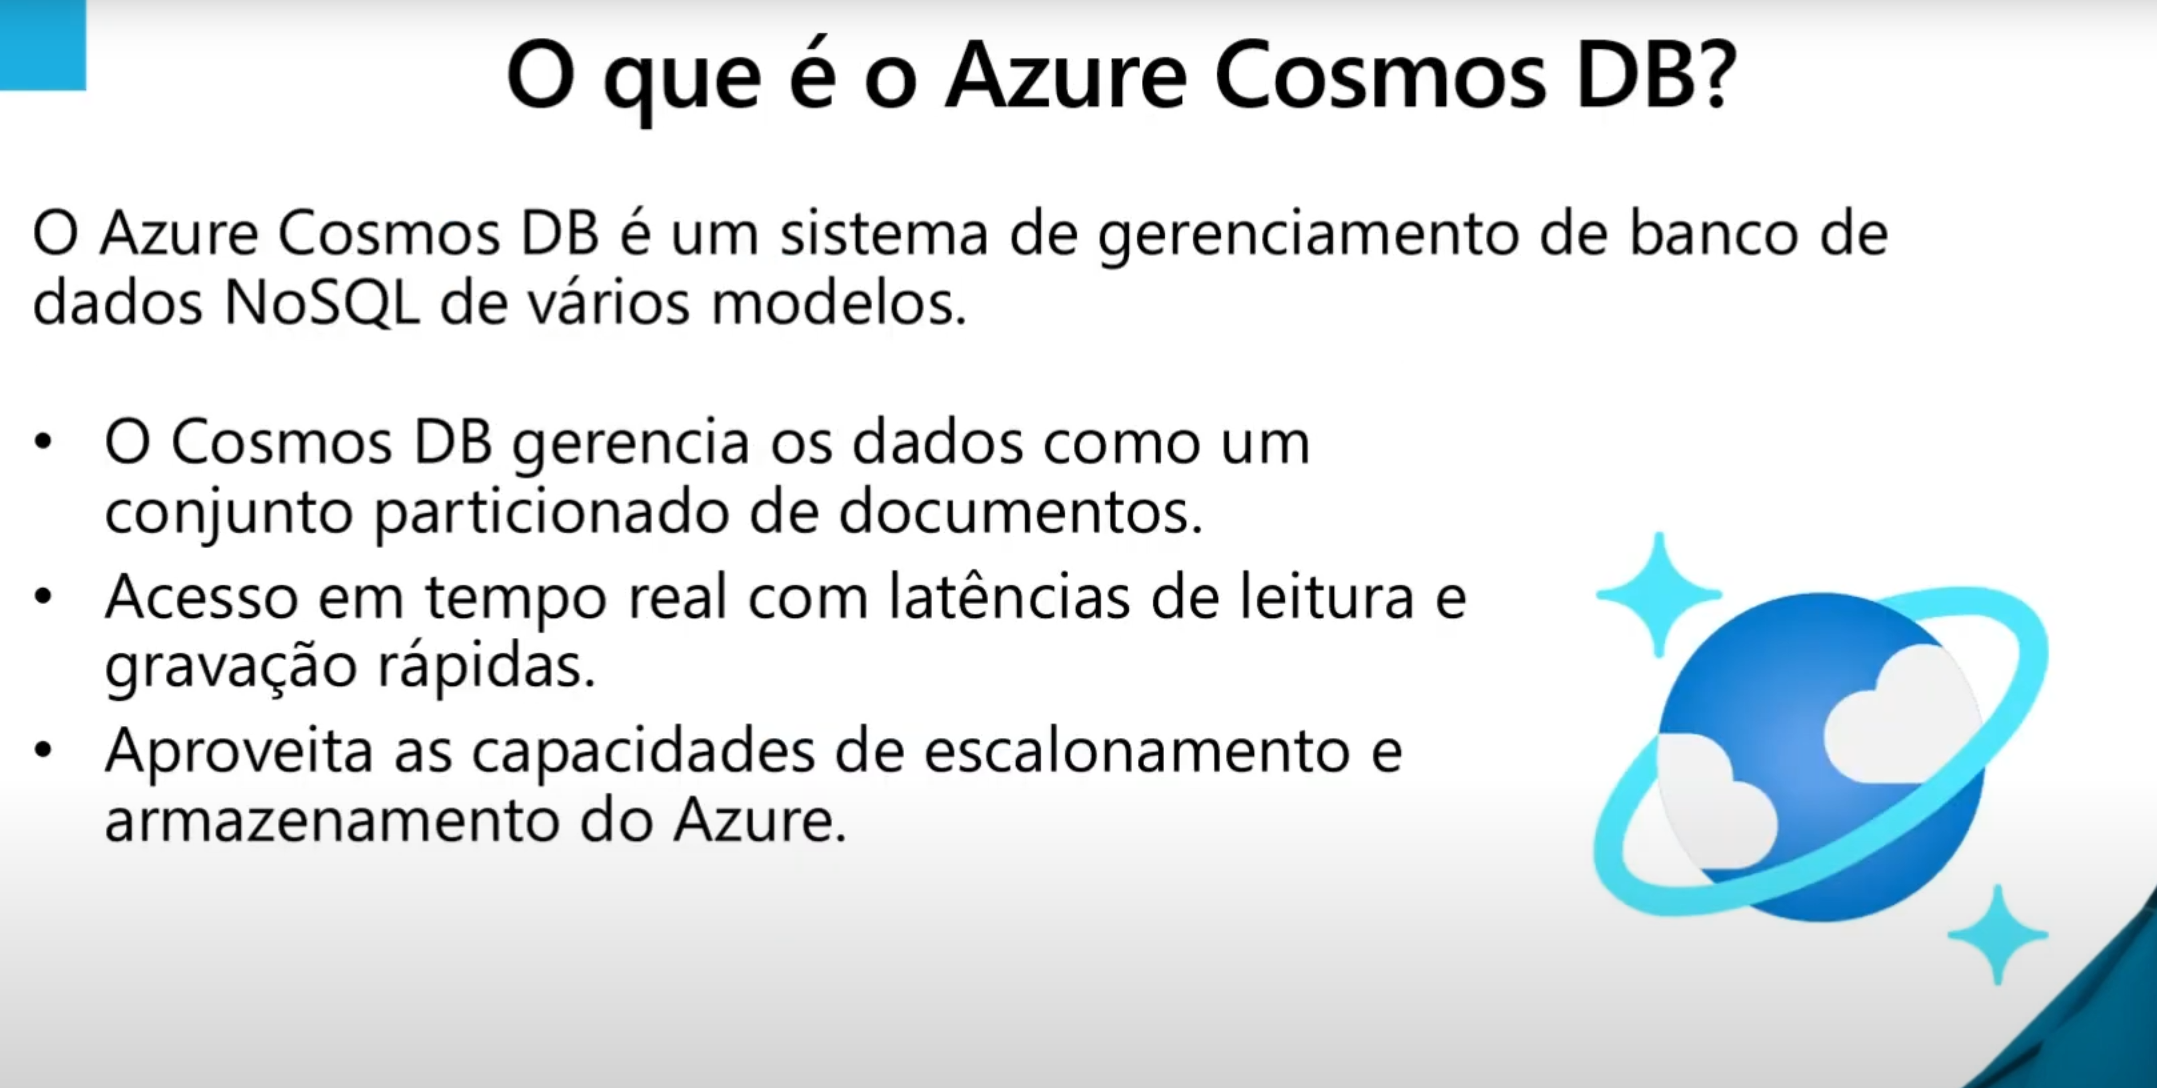 O que é o Azure Cosmos DB?
O Azure Cosmos DB é um sistema de gerenciamento de banco de
dados NoSQL de vários modelos.
• O Cosmos DB gerencia os dados como um
conjunto particionado de documentos.
• Acesso em tempo real com latências de leitura e
gravação rápidas.
• Aproveita as capacidades de escalonamento e
armazenamento do Azure.